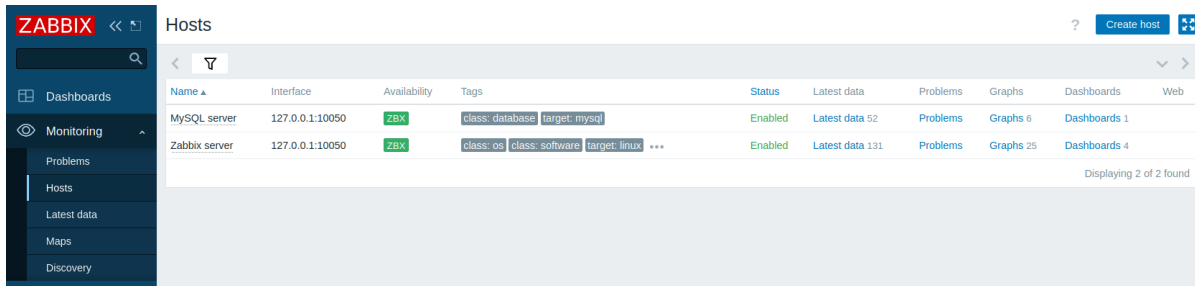 ZABBIX
Hosts
?
Create host
Dashboards
Monitoring
Problems
Hosts
Latest data
Maps
Discovery
Name Interface Availability Tags Status Latest data Problems Graphs Dashboards Web
MySQL server 127.0.0.1:10050 ZBX class: database target: mysql Enabled Latest data 52 Problems Graphs 6 Dashboards 1
Zabbix server 127.0.0.1:10050 ZBX class: os class: software target: linux ••• Enabled Latest data 131 Problems Graphs 25 Dashboards 4
Displaying 2 of 2 found